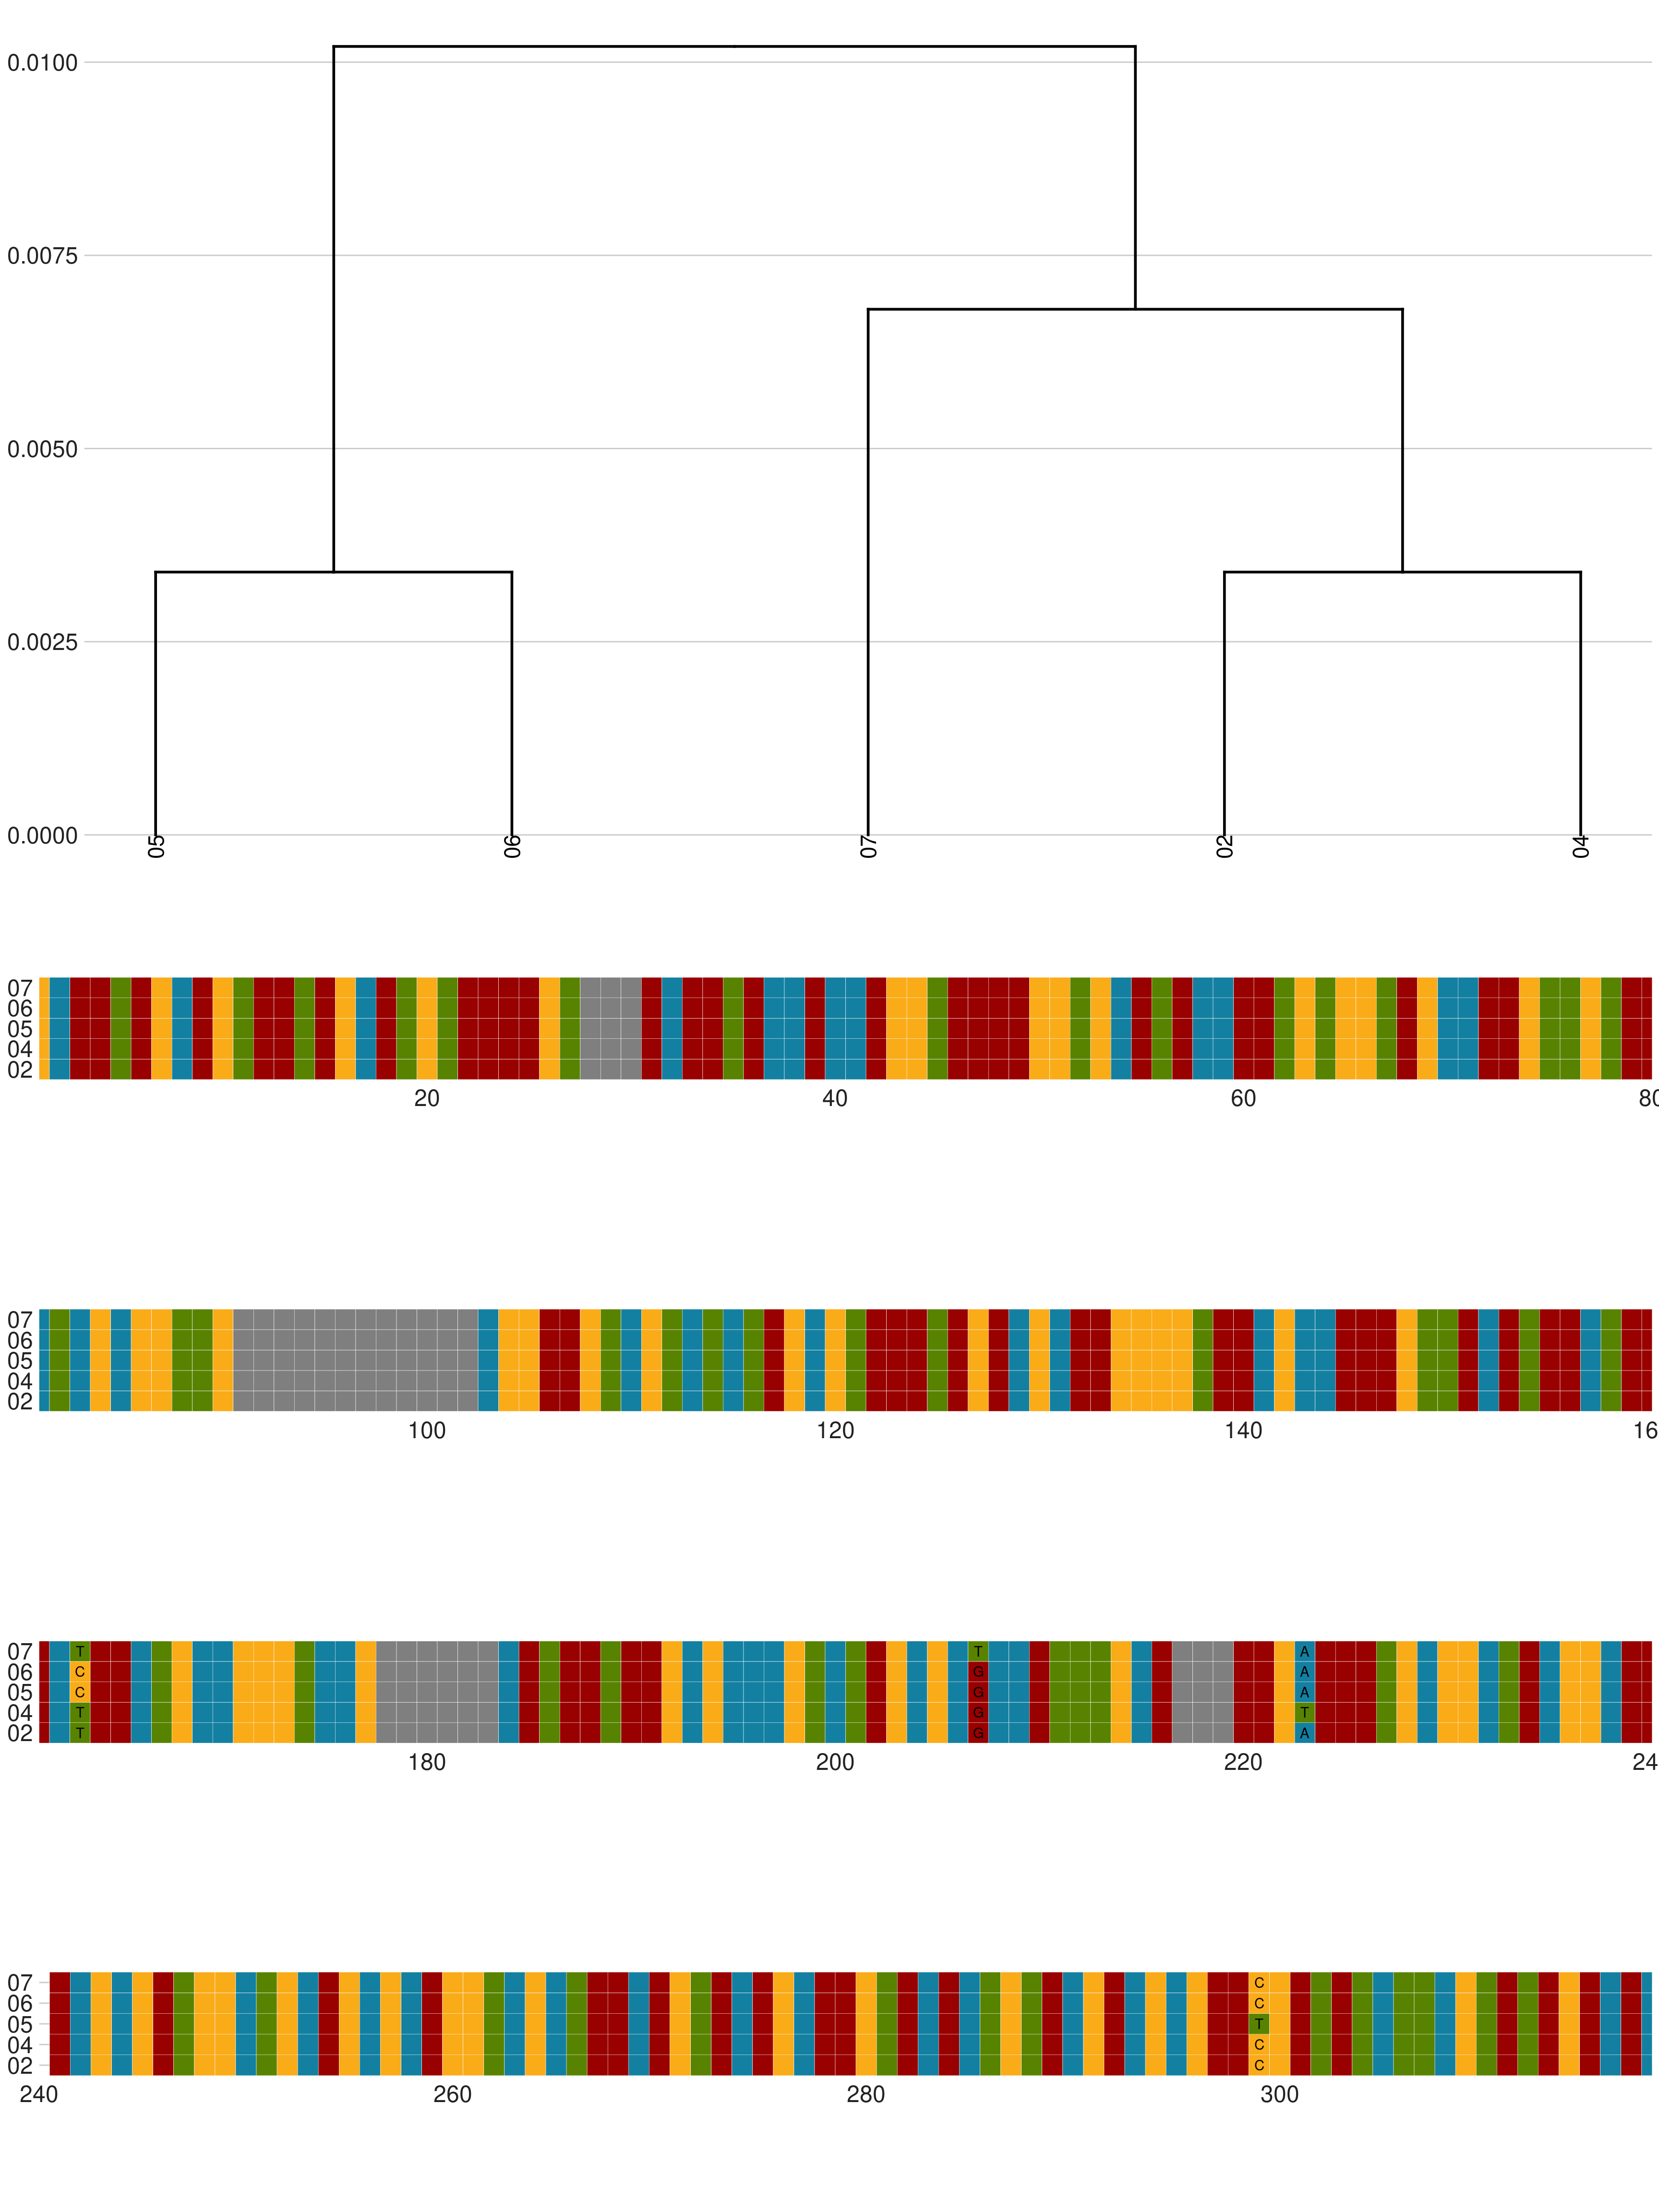 0.0100
0.0075
0.0050
0.0025
0.0000
05 06 07 02 04
07
06
05
04
02
20 40 60 80
07
06
05
04
02
100 120 140 16
07 T T A
06 C G A
05 C G A
04 T G T
02 T G A
180 200 220 24
07 C
06 C
05 T
04 C
02 C
240 260 280 300